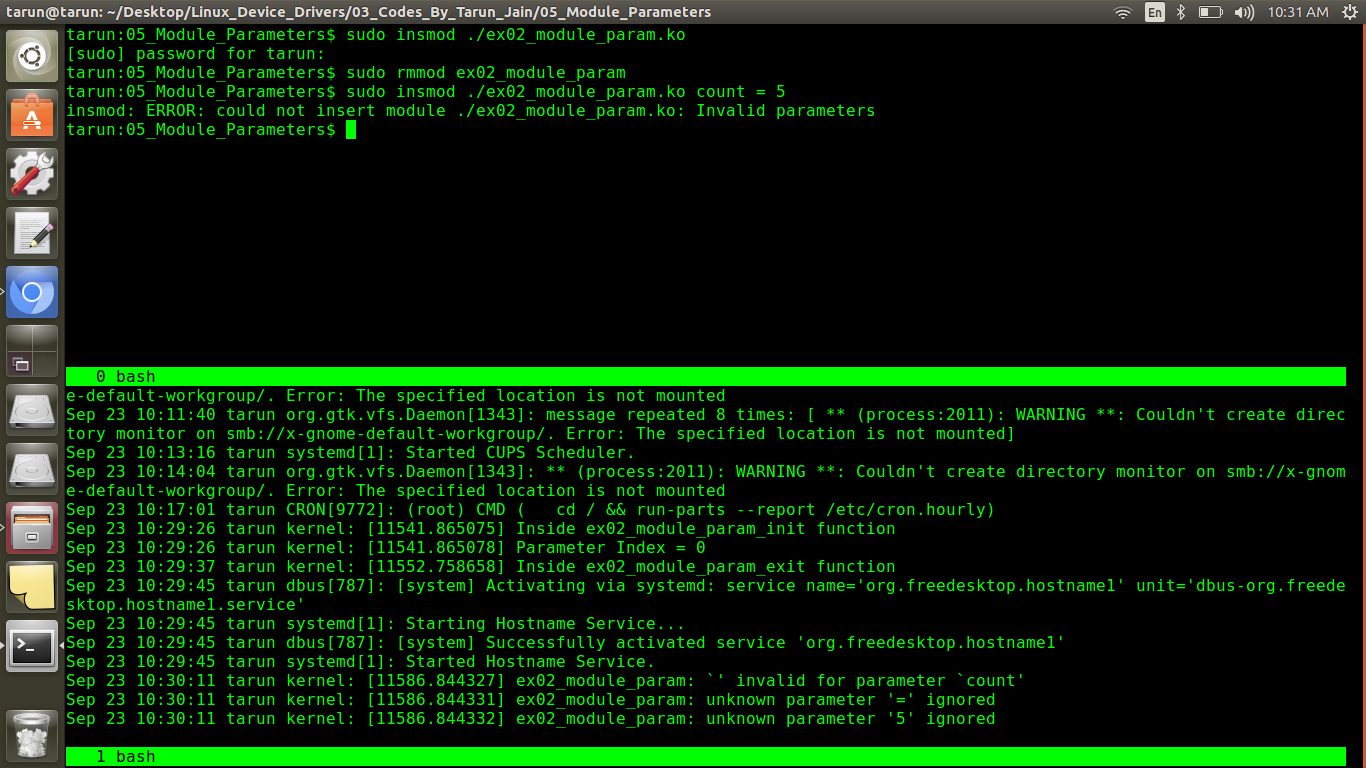 tarun@tarun: ~/Desktop/Linux_Device_Drivers/03_Codes_By_Tarun_Jain/05_Module_Parameters
En
10:31 AM
tarun:05_Module_Parameters$ sudo insmod ./ex02_module_param.ko
[sudo] password for tarun:
tarun:05_Module_Parameters$ sudo rmmod ex02_module_param
tarun:05_Module_Parameters$ sudo insmod ./ex02_module_param.ko count = 5
insmod: ERROR: could not insert module ./ex02_module_param.ko: Invalid parameters
tarun:05_Module_Parameters$
0 bash
e-default-workgroup/. Error: The specified location is not mounted
Sep 23 10:11:40 tarun org.gtk.vfs.Daemon[1343]: message repeated 8 times: [ ** (process:2011): WARNING **: Couldn't create direc
tory monitor on smb://x-gnome-default-workgroup/. Error: The specified location is not mounted]
Sep 23 10:13:16 tarun systemd[1]: Started CUPS Scheduler.
Sep 23 10:14:04 tarun org.gtk.vfs.Daemon[1343]: ** (process:2011): WARNING **: Couldn't create directory monitor on smb://x-gnom
e-default-workgroup/. Error: The specified location is not mounted
Sep 23 10:17:01 tarun CRON[9772]: (root) CMD (   cd / && run-parts --report /etc/cron.hourly)
Sep 23 10:29:26 tarun kernel: [11541.865075] Inside ex02_module_param_init function
Sep 23 10:29:26 tarun kernel: [11541.865078] Parameter Index = 0
Sep 23 10:29:37 tarun kernel: [11552.758658] Inside ex02_module_param_exit function
Sep 23 10:29:45 tarun dbus[787]: [system] Activating via systemd: service name='org.freedesktop.hostname1' unit='dbus-org.freede
sktop.hostname1.service'
Sep 23 10:29:45 tarun systemd[1]: Starting Hostname Service...
Sep 23 10:29:45 tarun dbus[787]: [system] Successfully activated service 'org.freedesktop.hostname1'
Sep 23 10:29:45 tarun systemd[1]: Started Hostname Service.
Sep 23 10:30:11 tarun kernel: [11586.844327] ex02_module_param: `' invalid for parameter `count'
Sep 23 10:30:11 tarun kernel: [11586.844331] ex02_module_param: unknown parameter '=' ignored
Sep 23 10:30:11 tarun kernel: [11586.844332] ex02_module_param: unknown parameter '5' ignored
1 bash